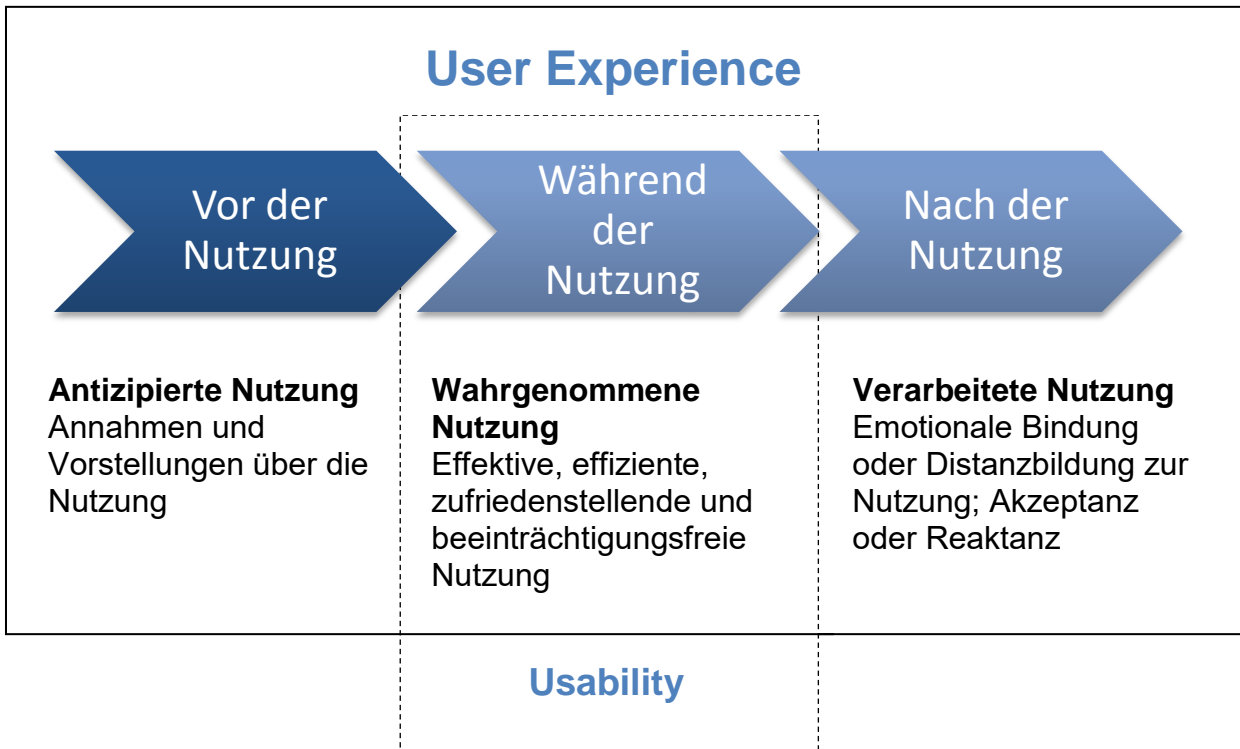 User Experience
Vor der
Nutzung
Während
der
Nutzung
Nach der
Nutzung
Antizipierte Nutzung
Annahmen und
Vorstellungen über die
Nutzung
Wahrgenommene
Nutzung
Effektive, effiziente,
zufriedenstellende und
beeinträchtigungsfreie
Nutzung
Verarbeitete Nutzung
Emotionale Bindung
oder Distanzbildung zur
Nutzung; Akzeptanz
oder Reaktanz
Usability